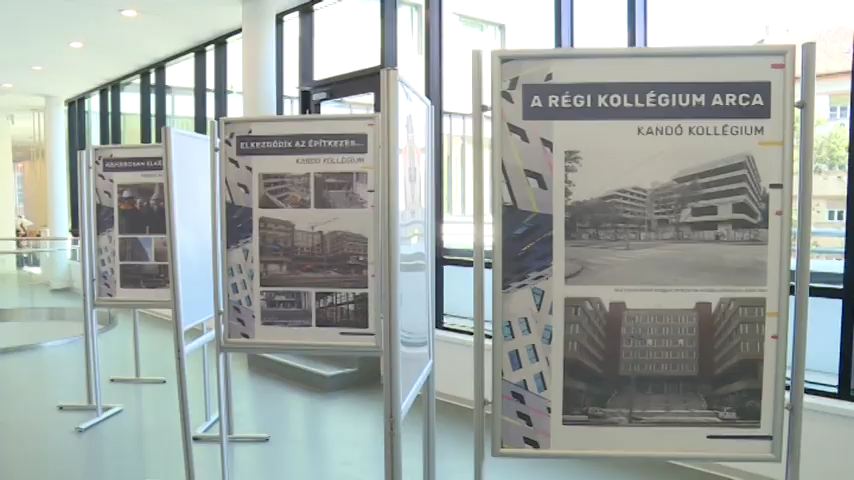 A RÉGI KOLLÉGIUM ARCA
KANDÓ KOLLÉGIUM
ELKEZDŐDIK AZ ÉPÍTKEZÉS...
KANDÓ KOLLÉGIUM